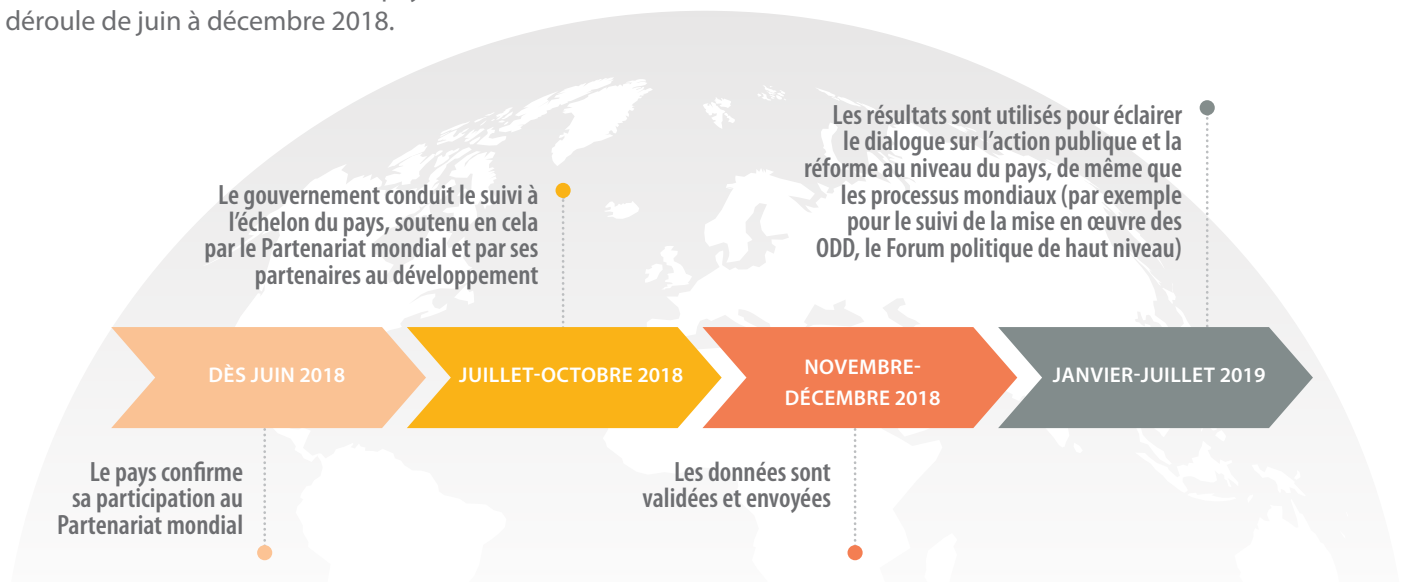 déroule de juin à décembre 2018.
Les résultats sont utilisés pour éclairer
le dialogue sur l’action publique et la
réforme au niveau du pays, de même que
les processus mondiaux (par exemple
pour le suivi de la mise en œuvre des
ODD, le Forum politique de haut niveau)
Le gouvernement conduit le suivi à
l’échelon du pays, soutenu en cela
par le Partenariat mondial et par ses
partenaires au développement
DÈS JUIN 2018
JUILLET-OCTOBRE 2018
NOVEMBRE-
DÉCEMBRE 2018
JANVIER-JUILLET 2019
Le pays confirme
sa participation au
Partenariat mondial
Les données sont
validées et envoyées